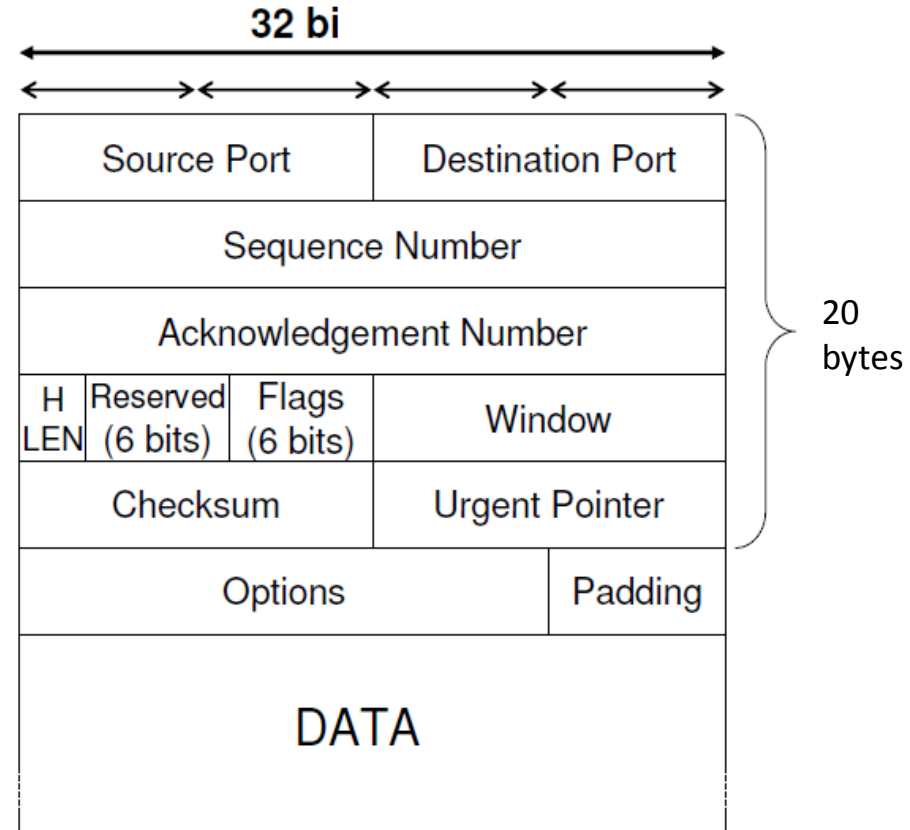 32 bi
Source Port
Destination Port
Sequence Number
Acknowledgement Number
H
LEN
Reserved
(6 bits)
Flags
(6 bits)
Window
Checksum
Urgent Pointer
Options
Padding
DATA
20
bytes